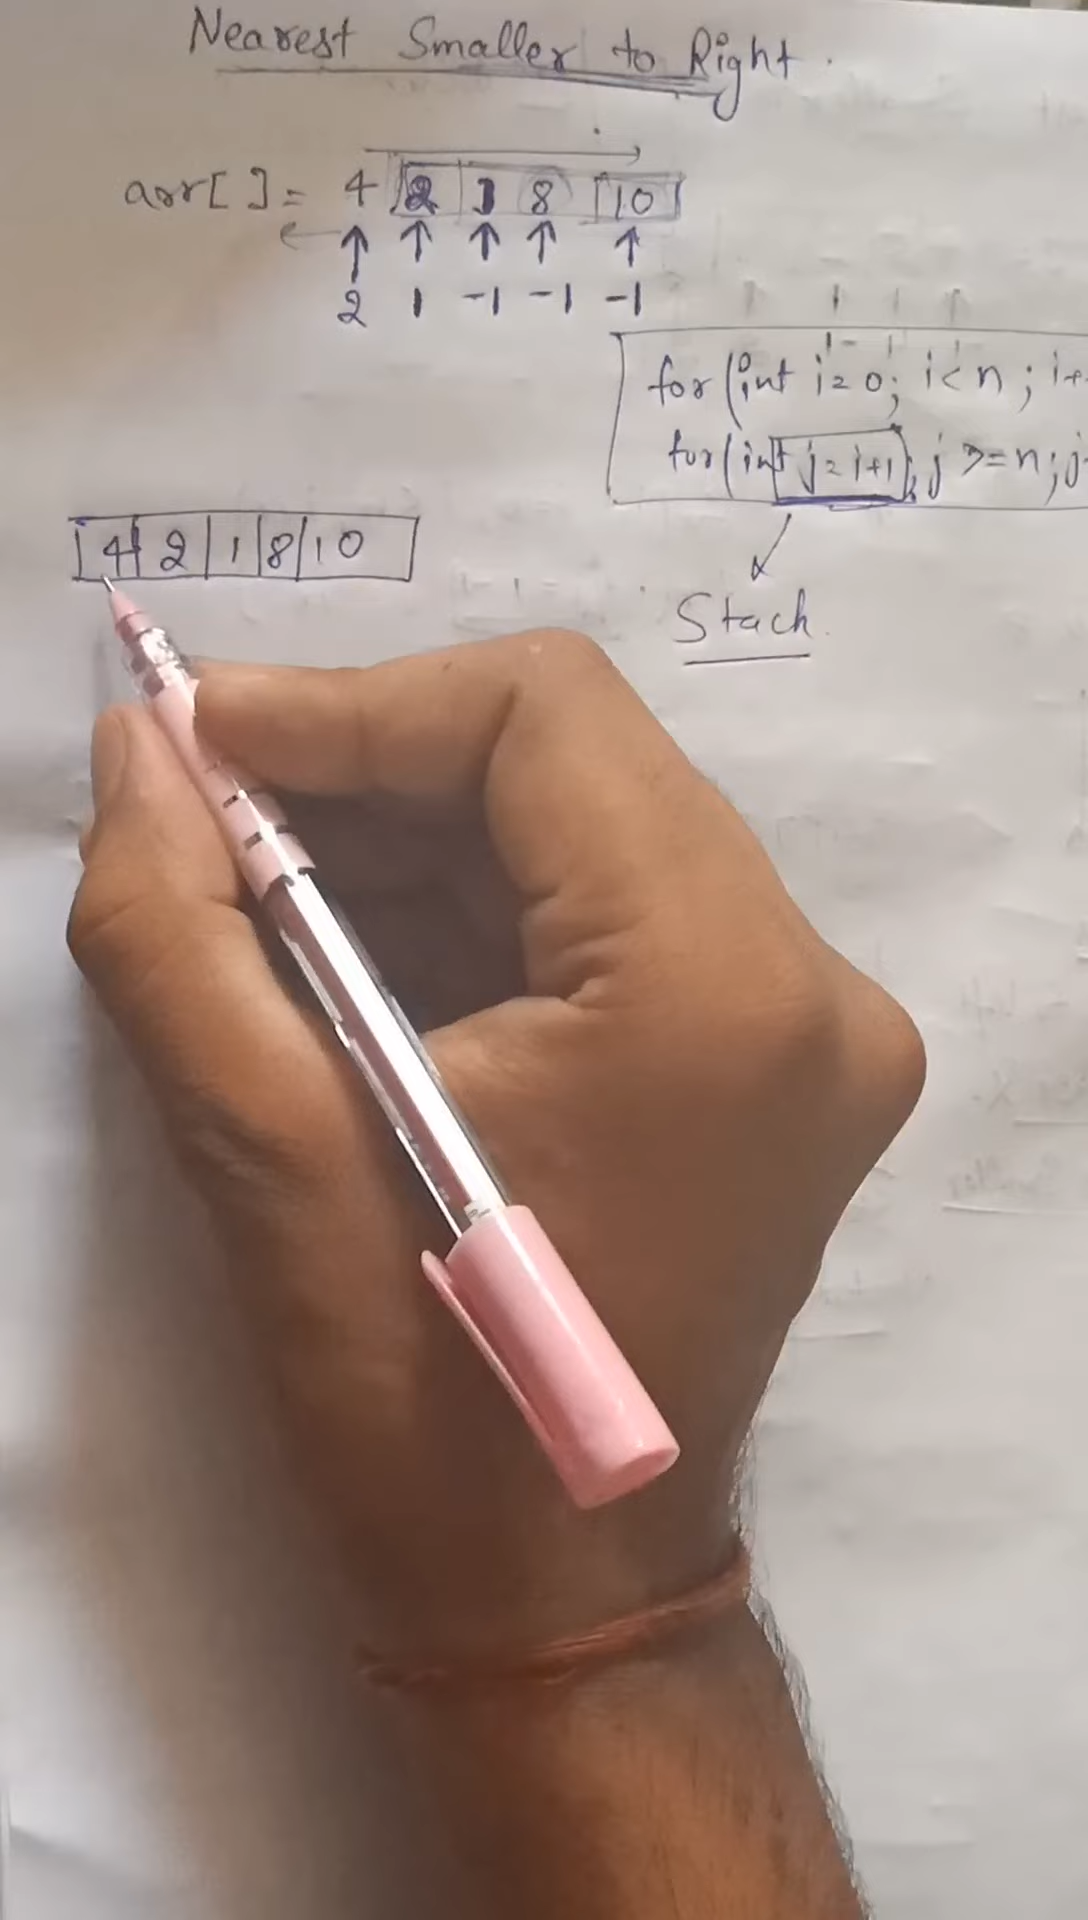 Nearest Smaller to Right.
arr[ ] = 4 2 1 8 10
2 1 -1 -1 -1
for (int i=0; i<n; i+
for (int j=i+1; j>=n; j
4 2 1 8 10
Stack.